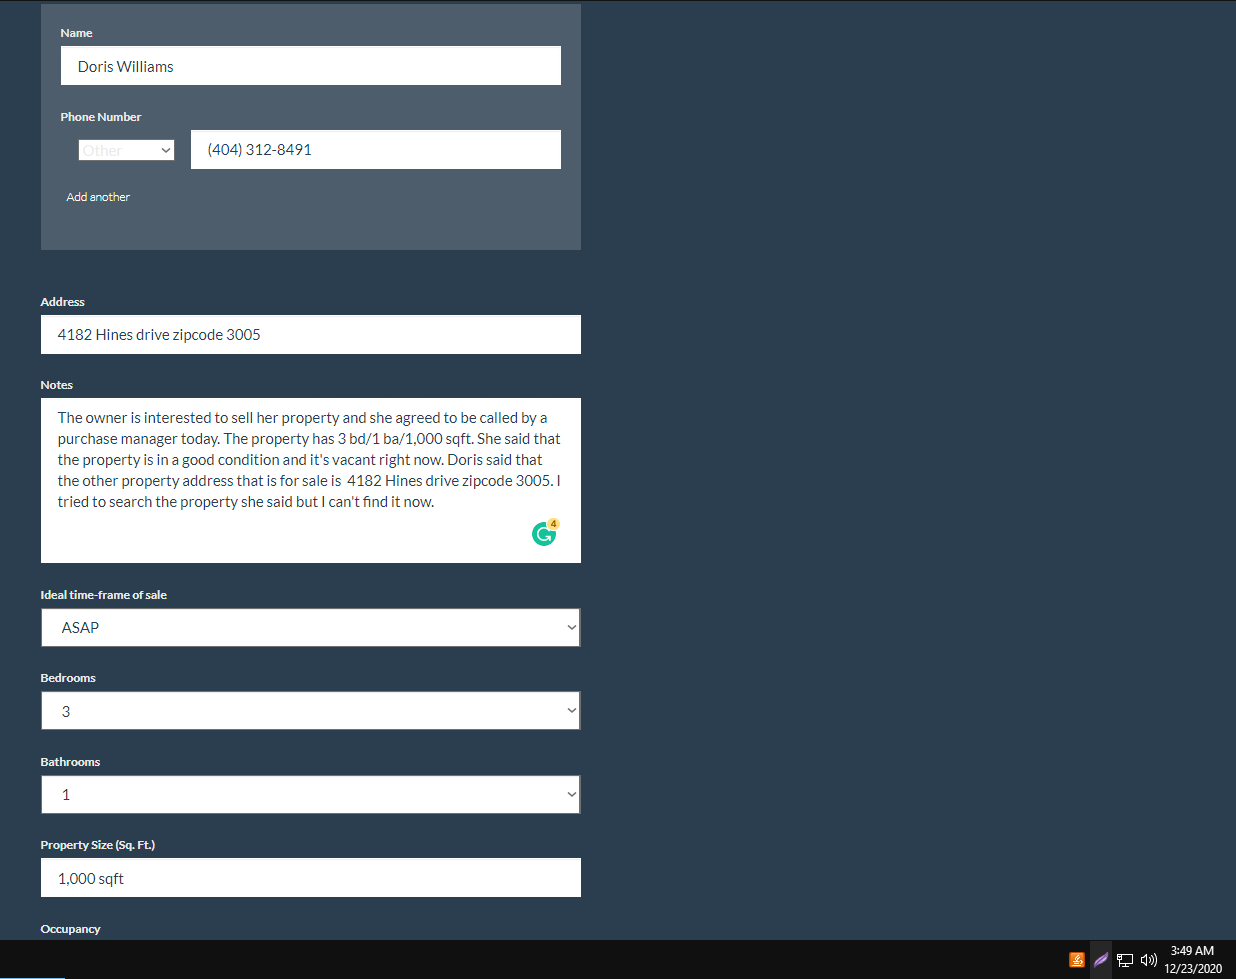 Name
Doris Williams
Phone Number
Other
(404) 312-8491
Add another
Address
4182 Hines drive zipcode 3005
Notes
The owner is interested to sell her property and she agreed to be called by a
purchase manager today. The property has 3 bd/1 ba/1,000 sqft. She said that
the property is in a good condition and it's vacant right now. Doris said that
the other property address that is for sale is  4182 Hines drive zipcode 3005. I
tried to search the property she said but I can't find it now.
4
Ideal time-frame of sale
ASAP
Bedrooms
3
Bathrooms
1
Property Size (Sq. Ft.)
1,000 sqft
Occupancy
3:49 AM
12/23/2020